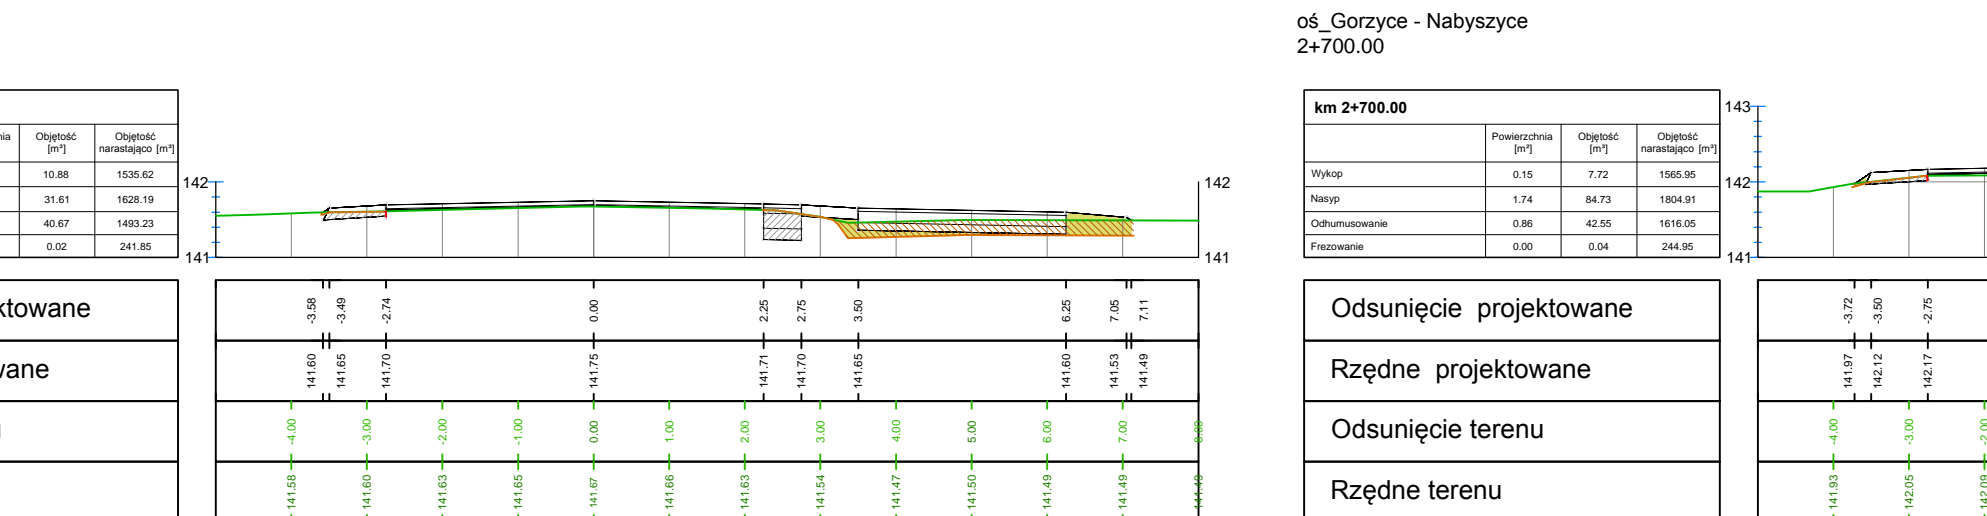 oś_Gorzyce - Nabyszyce
2+700.00
Objętość [m³] Objętość narastająco [m³]
10.88 1535.62
31.61 1628.19
40.67 1493.23
0.02 241.85
142 142
141 141
-3.58 -3.49 -2.74 0.00 2.25 2.75 3.50 6.25 7.05 7.11
141.60 141.65 141.70 141.75 141.71 141.70 141.65 141.60 141.53 141.49
-4.00 -3.00 -2.00 -1.00 0.00 1.00 2.00 3.00 4.00 5.00 6.00 7.00 8.00
141.58 141.60 141.63 141.65 141.67 141.66 141.63 141.54 141.47 141.50 141.49 141.49 141.49
km 2+700.00
Powierzchnia [m²] Objętość [m³] Objętość narastająco [m³]
Wykop 0.15 7.72 1565.95
Nasyp 1.74 84.73 1804.91
Odhumusowanie 0.86 42.55 1616.05
Frezowanie 0.00 0.04 244.95
143
142
141
Odsunięcie projektowane
-3.72 -3.50 -2.75
Rzędne projektowane
141.97 142.12 142.17
Odsunięcie terenu
-4.00 -3.00 -2.00
Rzędne terenu
141.93 142.05 142.09